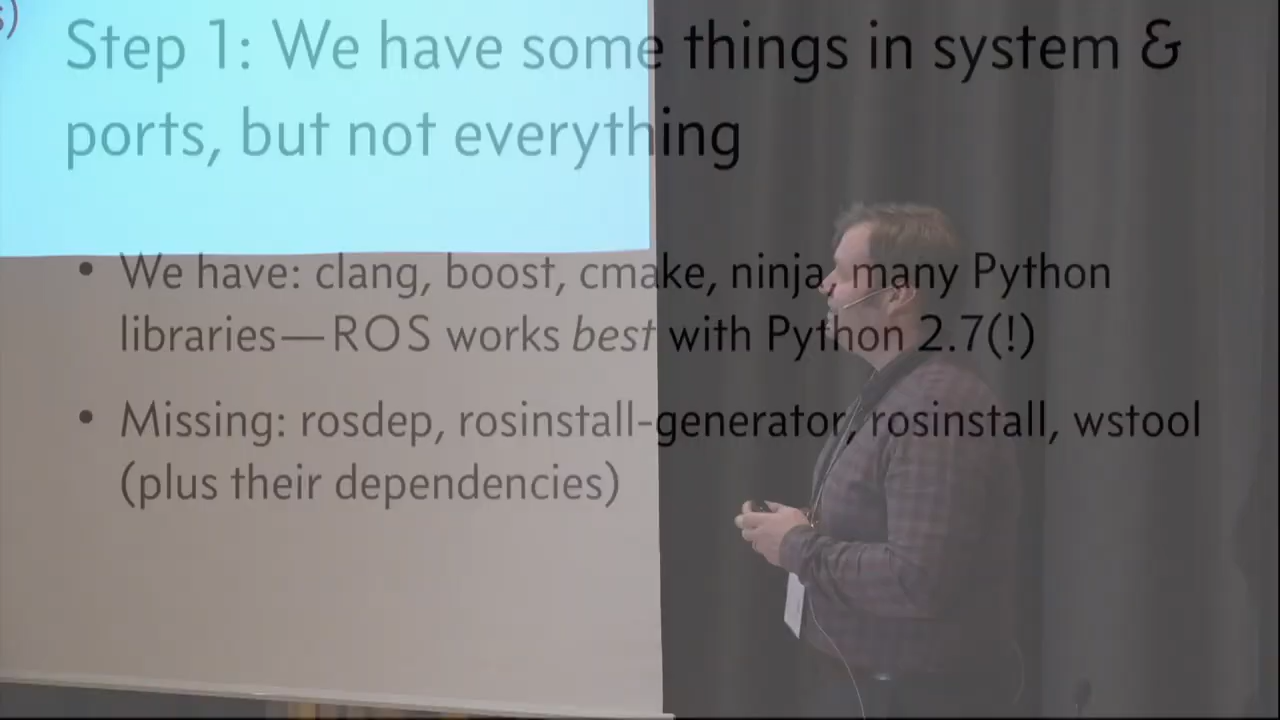 s)
Step 1: We have some things in system &
ports, but not everything
• We have: clang, boost, cmake, ninja, many Python
libraries—ROS works best with Python 2.7(!)
• Missing: rosdep, rosinstall-generator, rosinstall, wstool
(plus their dependencies)